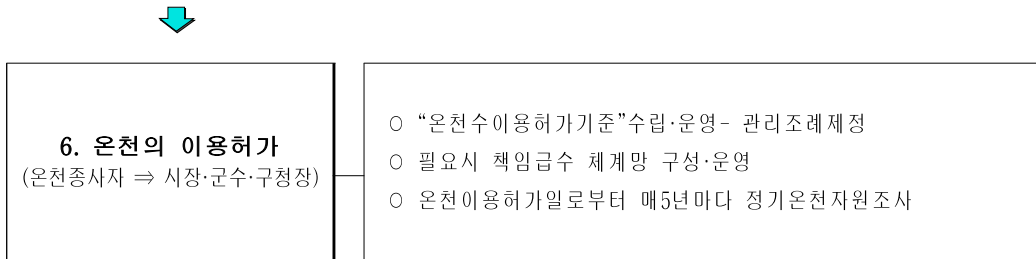 6. 온천의 이용허가
(온천종사자 ⇒ 시장·군수·구청장)
○ “온천수이용허가기준”수립·운영- 관리조례제정
○ 필요시 책임급수 체계망 구성·운영
○ 온천이용허가일로부터 매5년마다 정기온천자원조사